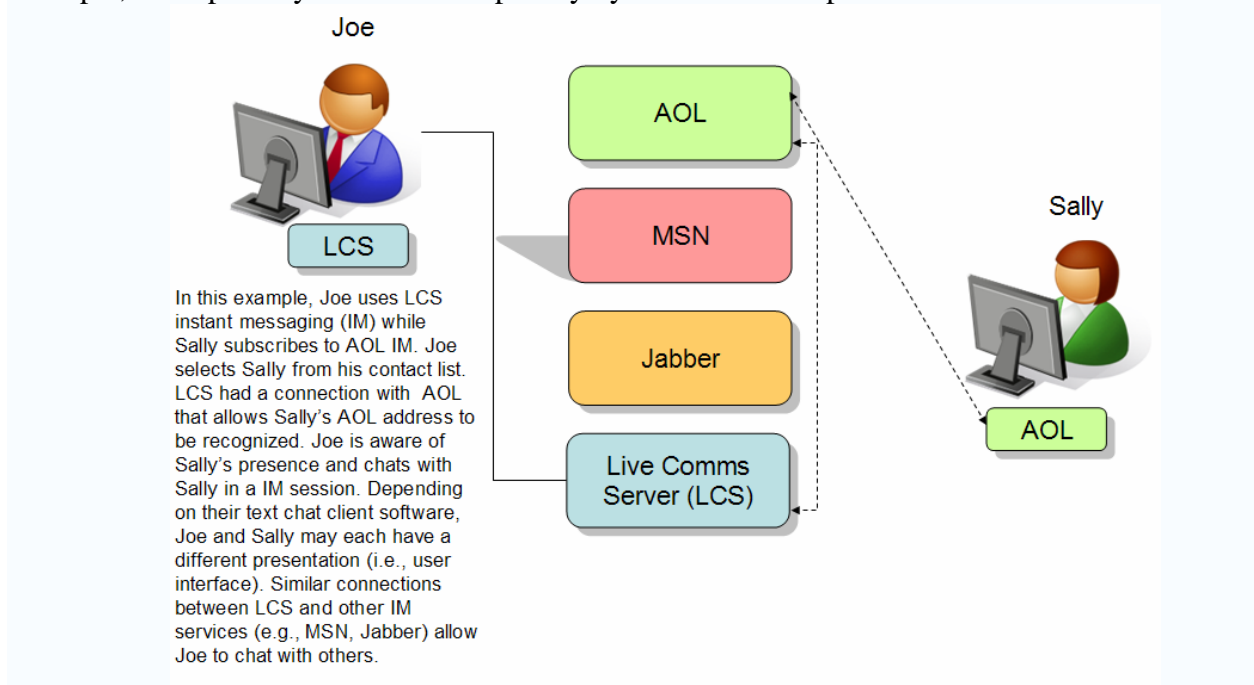 Joe
AOL
MSN
Sally
LCS
In this example, Joe uses LCS
instant messaging (IM) while
Sally subscribes to AOL IM. Joe
selects Sally from his contact list.
LCS had a connection with  AOL
that allows Sally's AOL address to
be recognized. Joe is aware of
Sally's presence and chats with
Sally in a IM session. Depending
on their text chat client software,
Joe and Sally may each have a
different presentation (i.e., user
interface). Similar connections
between LCS and other IM
services (e.g., MSN, Jabber) allow
Joe to chat with others.
Jabber
AOL
Live Comms
Server (LCS)